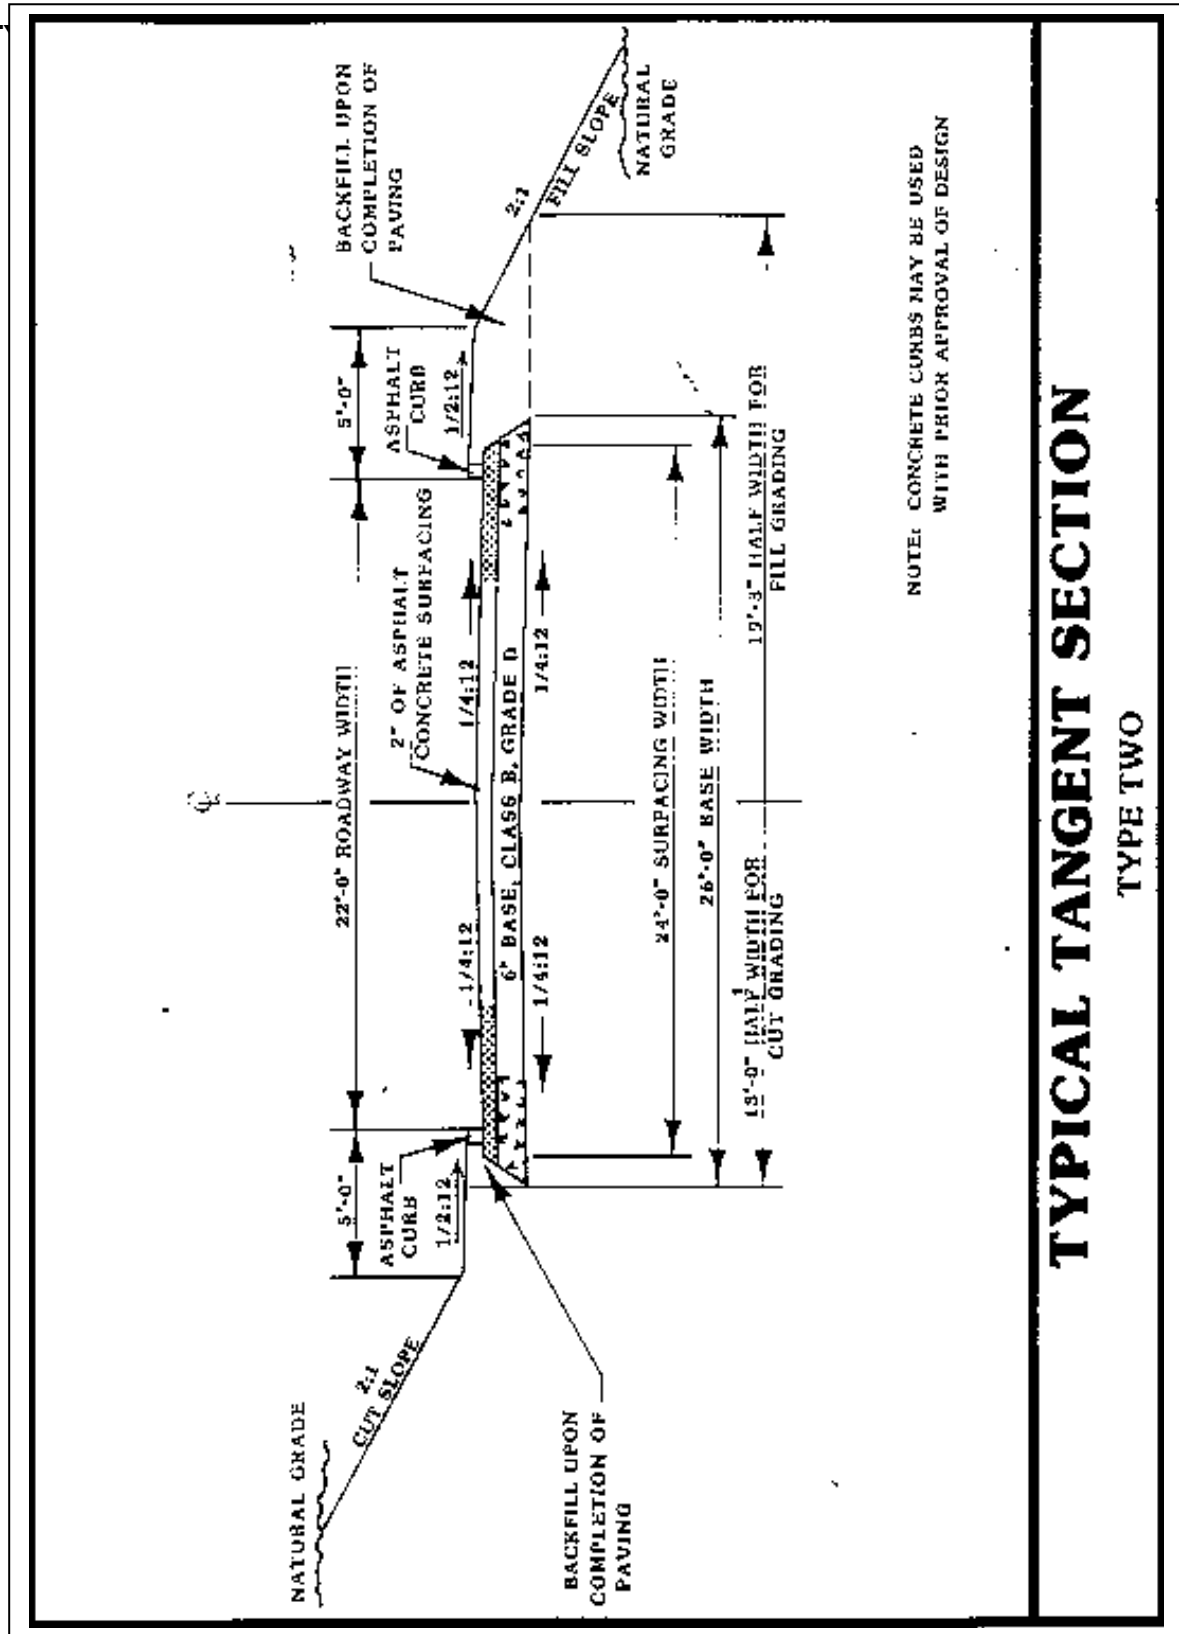 NATURAL GRADE
2:1
CUT SLOPE
BACKFILL UPON
COMPLETION OF
PAVING
5'-0"
ASPHALT
CURB
1/2:12
22'-0" ROADWAY WIDTH
2" OF ASPHALT
CONCRETE SURFACING
1/4:12
1/4:12
6" BASE, CLASS B, GRADE D
1/4:12
1/4:12
5'-0"
ASPHALT
CURB
1/2:12
BACKFILL UPON
COMPLETION OF
PAVING
2:1
FILL SLOPE
NATURAL
GRADE
24'-0" SURFACING WIDTH
26'-0" BASE WIDTH
13'-0" HALF WIDTH FOR
CUT GRADING
HALF WIDTH FOR
FILL GRADING
NOTE: CONCRETE CURBS MAY BE USED
WITH PRIOR APPROVAL OF DESIGN
TYPICAL TANGENT SECTION
TYPE TWO